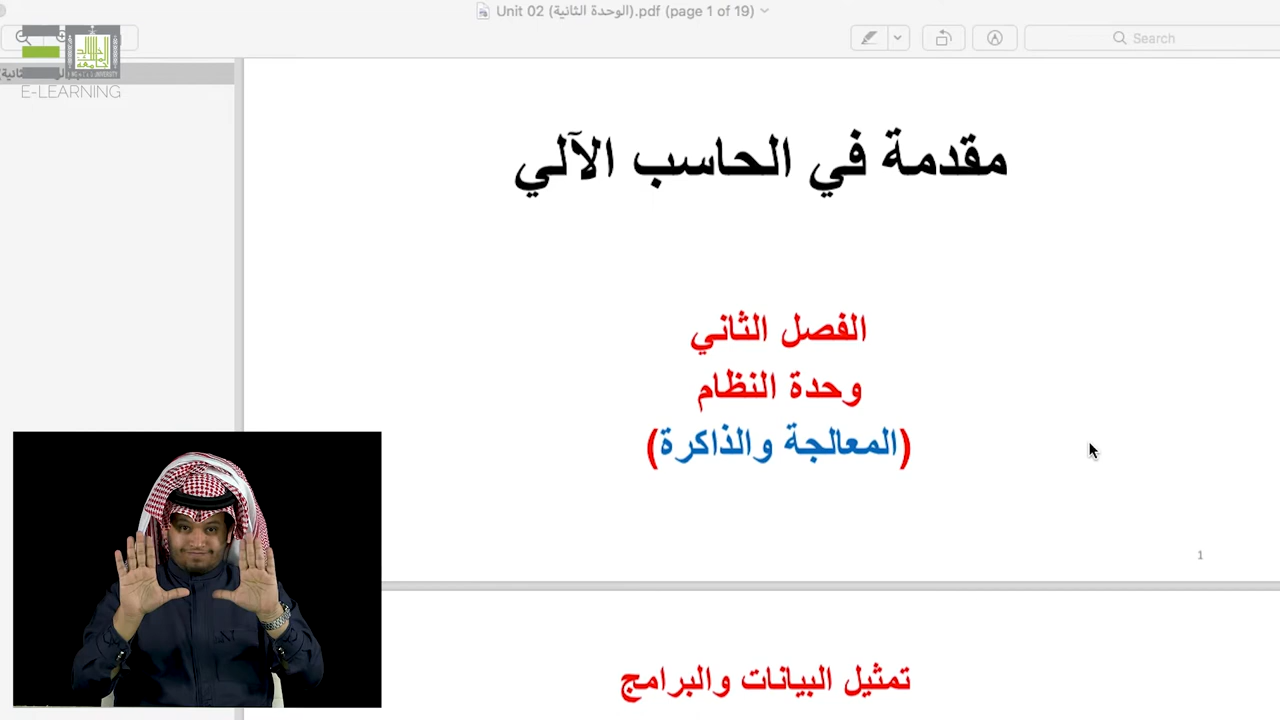 Unit 02 (الوحدة الثانية).pdf (page 1 of 19)
Search
E-LEARNING
مقدمة في الحاسب الآلي
الفصل الثاني
وحدة النظام
(المعالجة والذاكرة)
1
تمثيل البيانات والبرامج